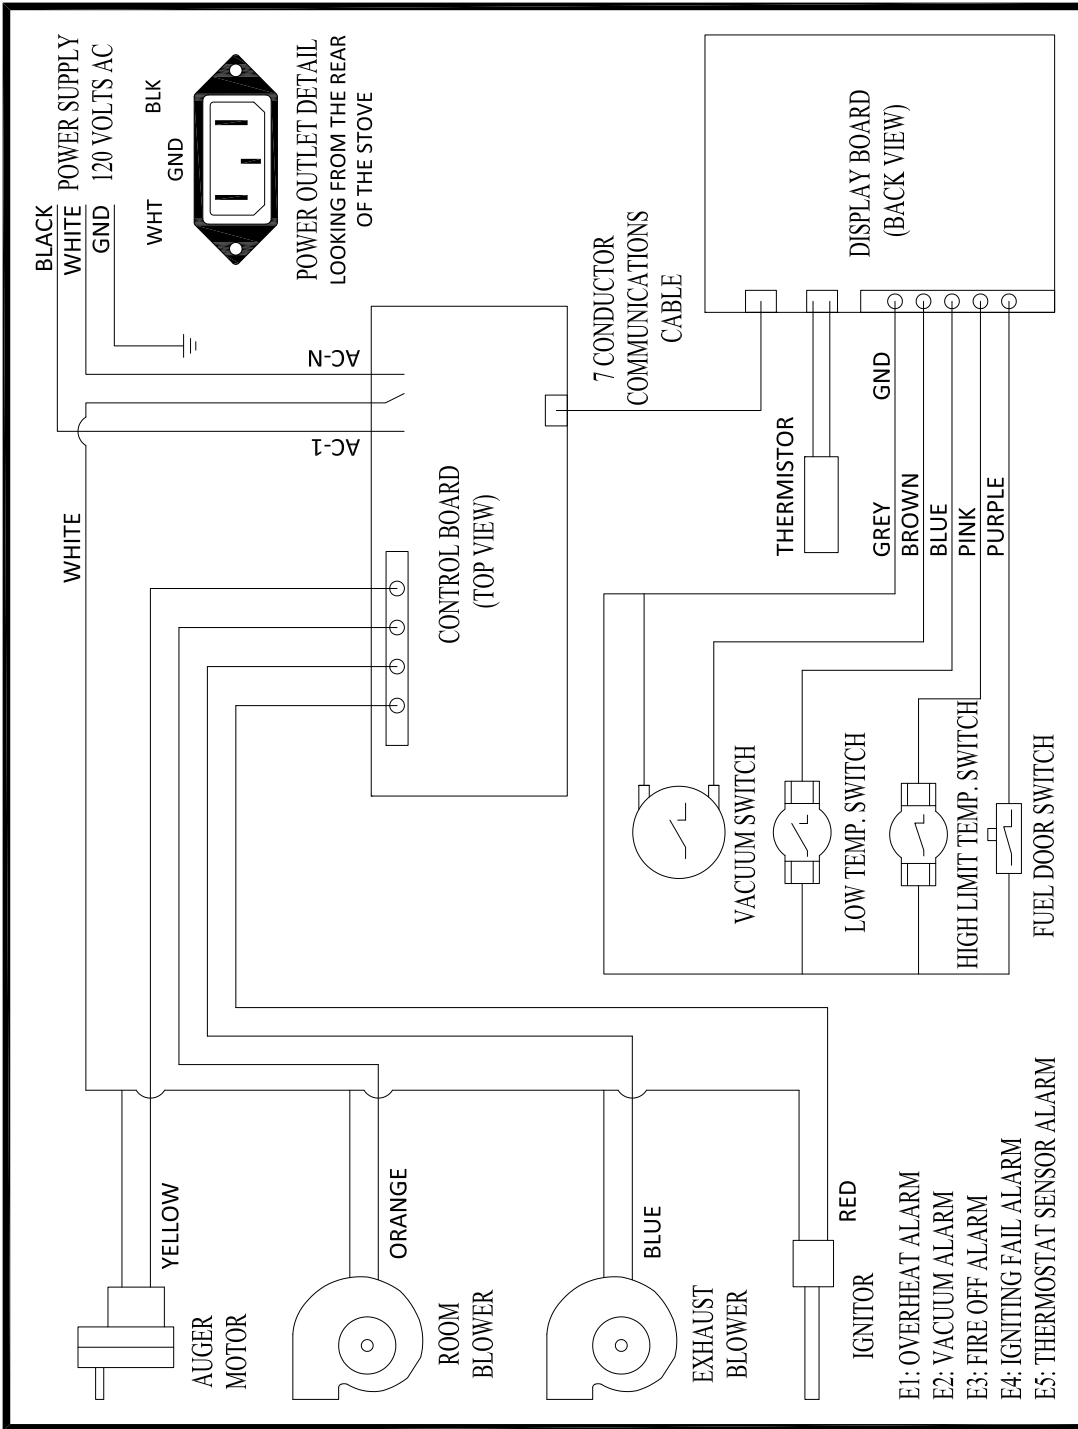 BLACK
WHITE
GND
POWER SUPPLY
120 VOLTS AC
WHT
GND
BLK
POWER OUTLET DETAIL
LOOKING FROM THE REAR
OF THE STOVE
WHITE
AC-N
AC-1
CONTROL BOARD
(TOP VIEW)
7 CONDUCTOR
COMMUNICATIONS
CABLE
DISPLAY BOARD
(BACK VIEW)
THERMISTOR
GREY
GND
BROWN
BLUE
PINK
PURPLE
VACUUM SWITCH
LOW TEMP. SWITCH
HIGH LIMIT TEMP. SWITCH
FUEL DOOR SWITCH
YELLOW
AUGER
MOTOR
ORANGE
ROOM
BLOWER
BLUE
EXHAUST
BLOWER
RED
IGNITOR
E1: OVERHEAT ALARM
E2: VACUUM ALARM
E3: FIRE OFF ALARM
E4: IGNITING FAIL ALARM
E5: THERMOSTAT SENSOR ALARM